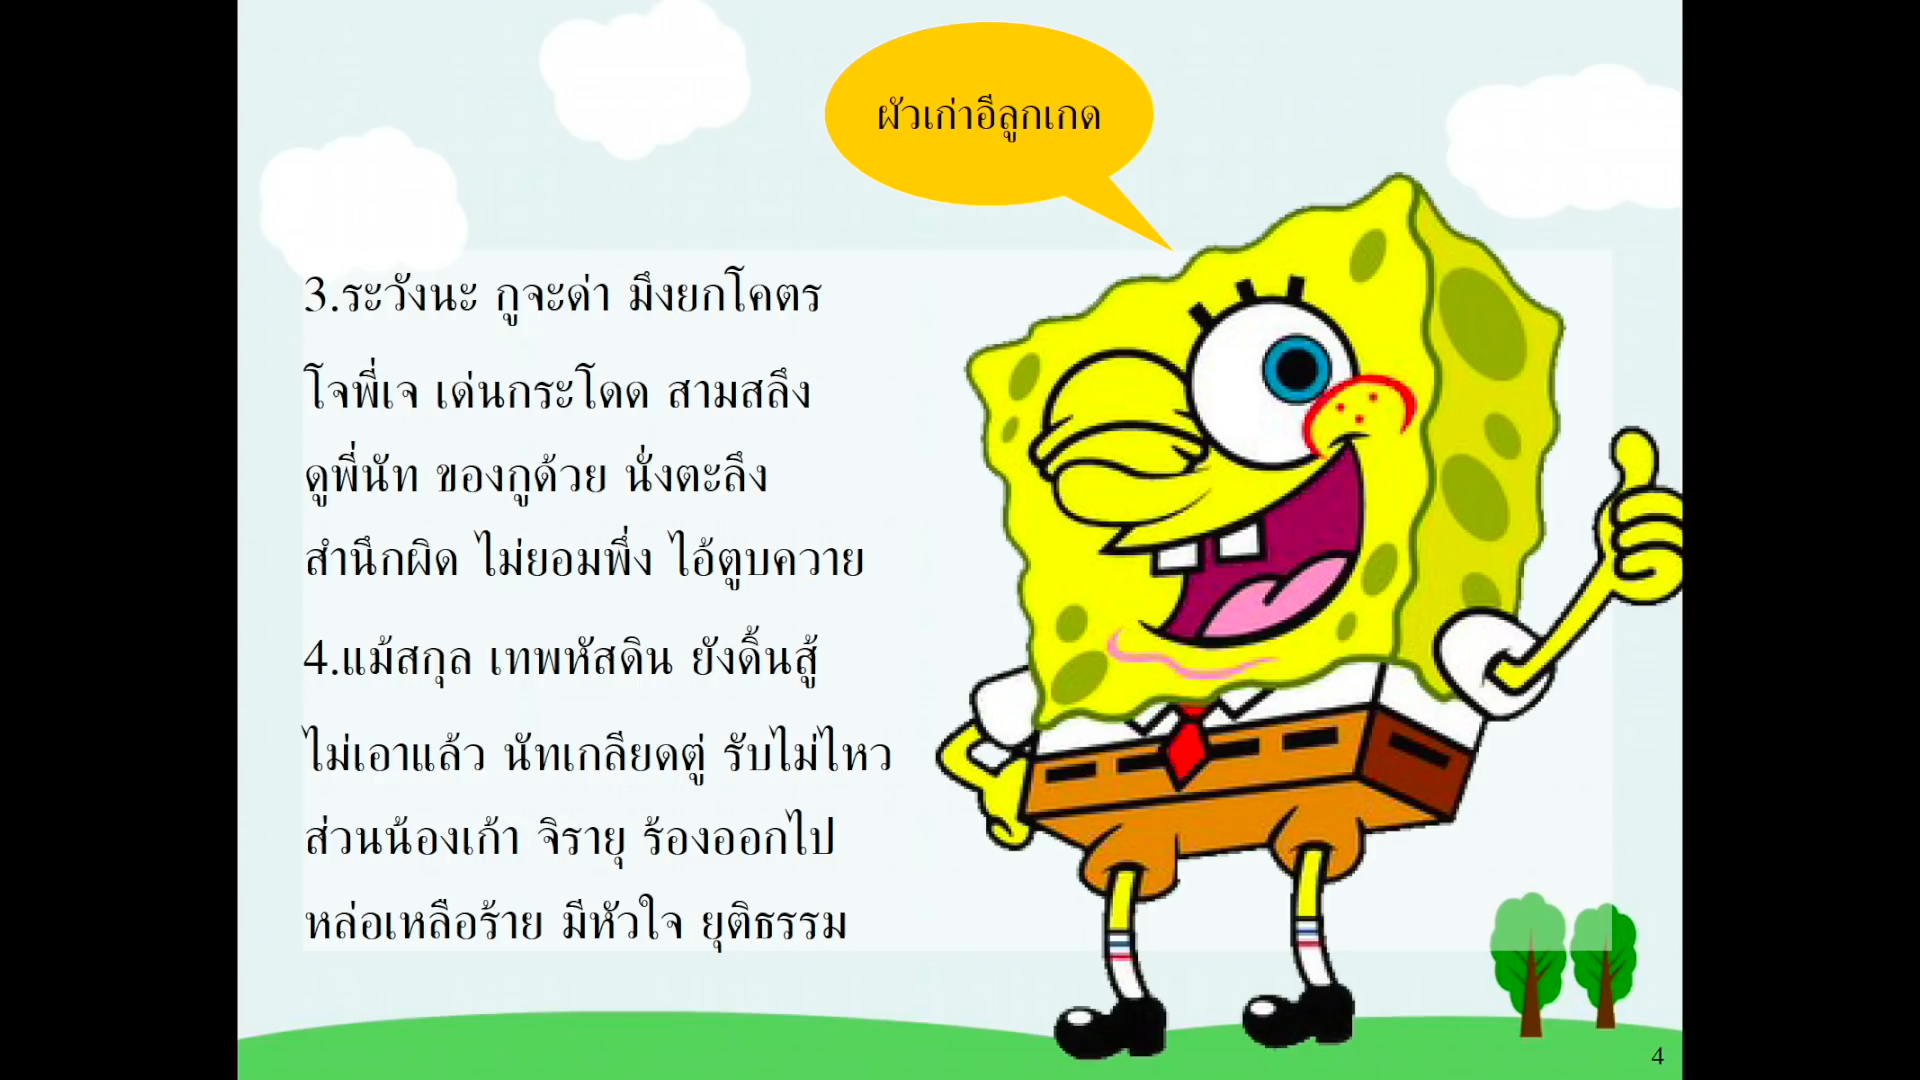 ผัวเก่าอีลูกเกด
3.ระวังนะ กูจะด่า มึงยกโคตร
โจพี่เจ เด่นกระโดด สามสลึง
ดูพี่นัท ของกูด้วย นั่งตะลึง
สำนึกผิด ไม่ยอมพึ่ง ไอ้ตูบควาย
4.แม้สกุล เทพหัสดิน ยังดิ้นสู้
ไม่เอาแล้ว นัทเกลียดตู่ รับไม่ไหว
ส่วนน้องเก้า จิรายุ ร้องออกไป
หล่อเหลือร้าย มีหัวใจ ยุติธรรม
4